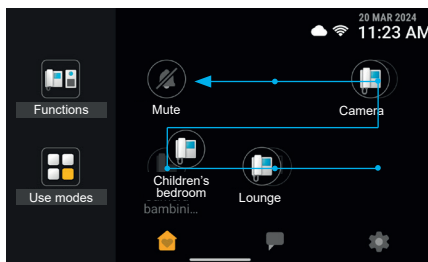 20 MAR 2024
11:23 AM
Functions
Mute
Camera
Use modes
Children's
bedroom
bambini...
Lounge